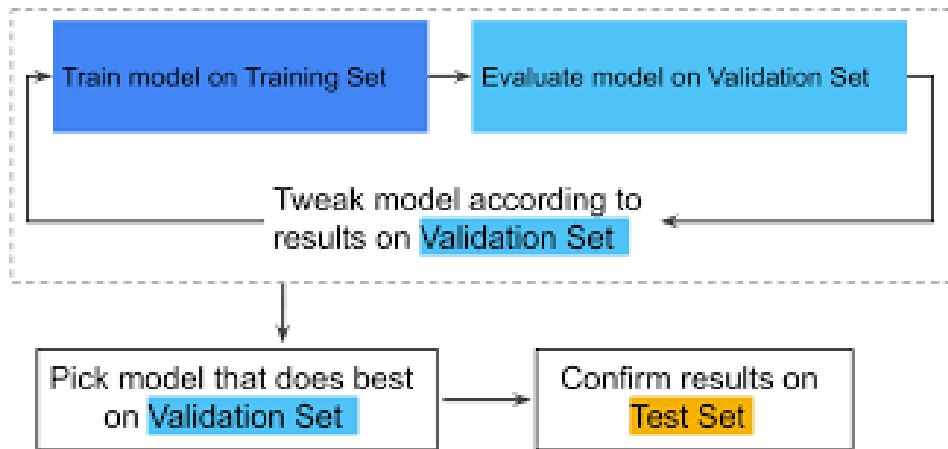 Train model on Training Set
Evaluate model on Validation Set
Tweak model according to
results on Validation Set
Pick model that does best
on Validation Set
Confirm results on
Test Set